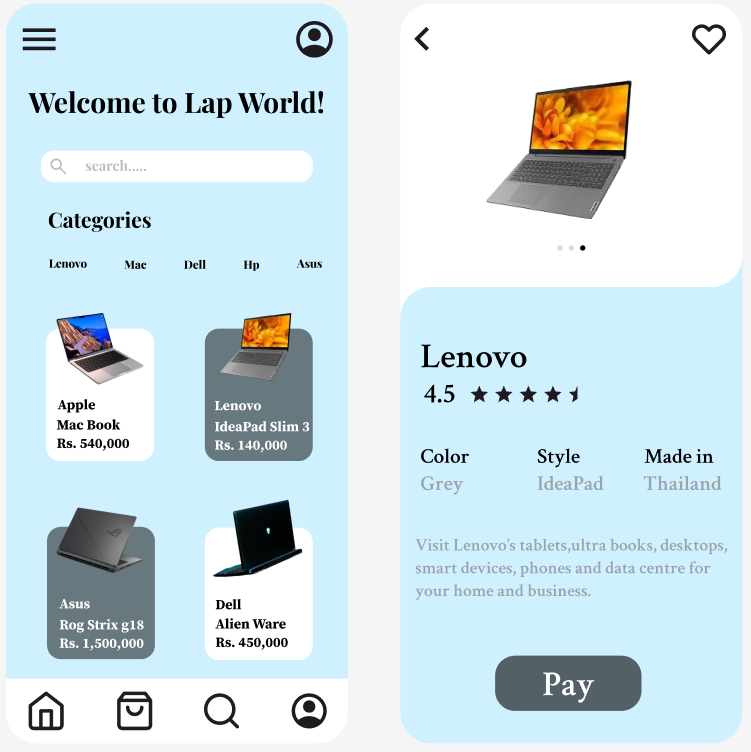 Welcome to Lap World!
search.....
Categories
Lenovo Mac Dell Hp Asus
Apple
Mac Book
Rs. 540,000
Lenovo
IdeaPad Slim 3
Rs. 140,000
Asus
Rog Strix g18
Rs. 1,500,000
Dell
Alien Ware
Rs. 450,000
Lenovo
4.5
Color Style Made in
Grey IdeaPad Thailand
Visit Lenovo's tablets,ultra books, desktops,
smart devices, phones and data centre for
your home and business.
Pay